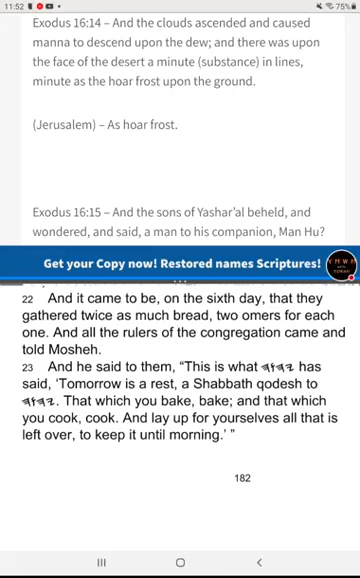 11:52
75%
Exodus 16:14 – And the clouds ascended and caused
manna to descend upon the dew; and there was upon
the face of the desert a minute (substance) in lines,
minute as the hoar frost upon the ground.
(Jerusalem) – As hoar frost.
Exodus 16:15 – And the sons of Yashar'al beheld, and
wondered, and said, a man to his companion, Man Hu?
Get your Copy now! Restored names Scriptures!
22 And it came to be, on the sixth day, that they
gathered twice as much bread, two omers for each
one. And all the rulers of the congregation came and
told Mosheh.
23 And he said to them, “This is what 𐤉𐤄𐤅𐤄 has
said, ‘Tomorrow is a rest, a Shabbath qodesh to
𐤉𐤄𐤅𐤄. That which you bake, bake; and that which
you cook, cook. And lay up for yourselves all that is
left over, to keep it until morning.’ ”
182